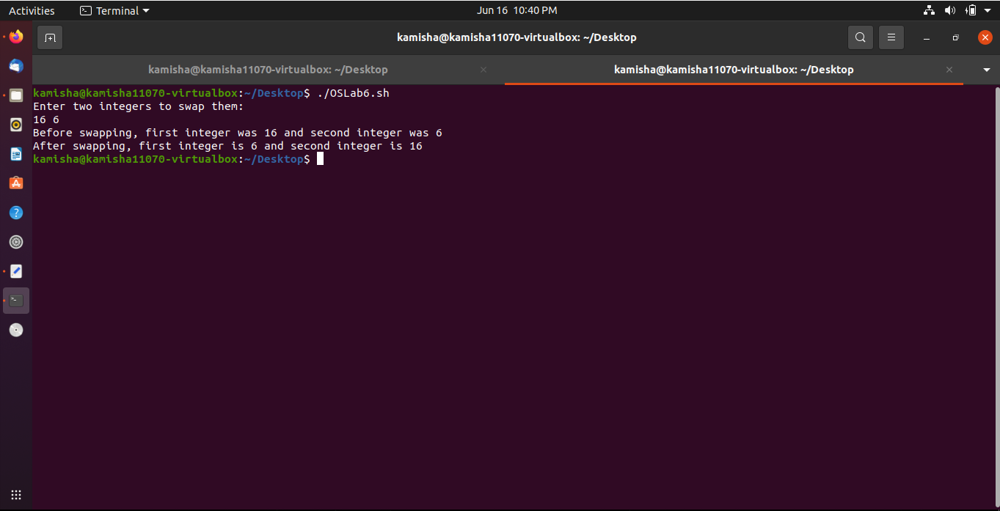 Activities Terminal Jun 16 10:40 PM
kamisha@kamisha11070-virtualbox: ~/Desktop
kamisha@kamisha11070-virtualbox: ~/Desktop kamisha@kamisha11070-virtualbox: ~/Desktop
kamisha@kamisha11070-virtualbox:~/Desktop$ ./OSLab6.sh
Enter two integers to swap them:
16 6
Before swapping, first integer was 16 and second integer was 6
After swapping, first integer is 6 and second integer is 16
kamisha@kamisha11070-virtualbox:~/Desktop$